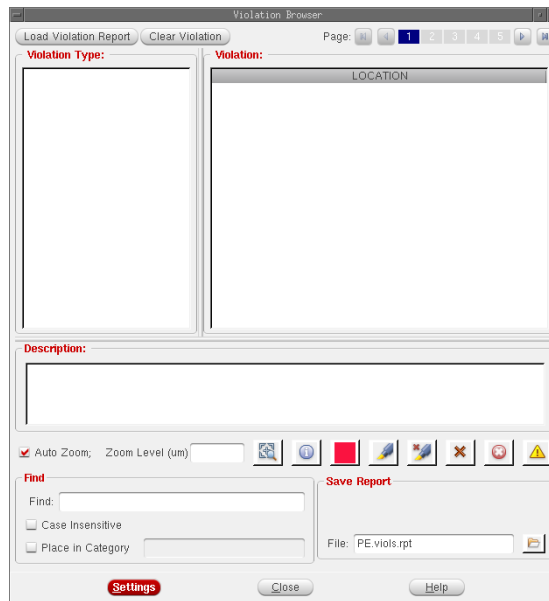 Violation Browser
Load Violation Report Clear Violation Page: 1 2 3 4 5
Violation Type: Violation:
LOCATION
Description:
Auto Zoom; Zoom Level (um)
Find Save Report
Find:
Case Insensitive
Place in Category File: PE.viols.rpt
Settings Close Help